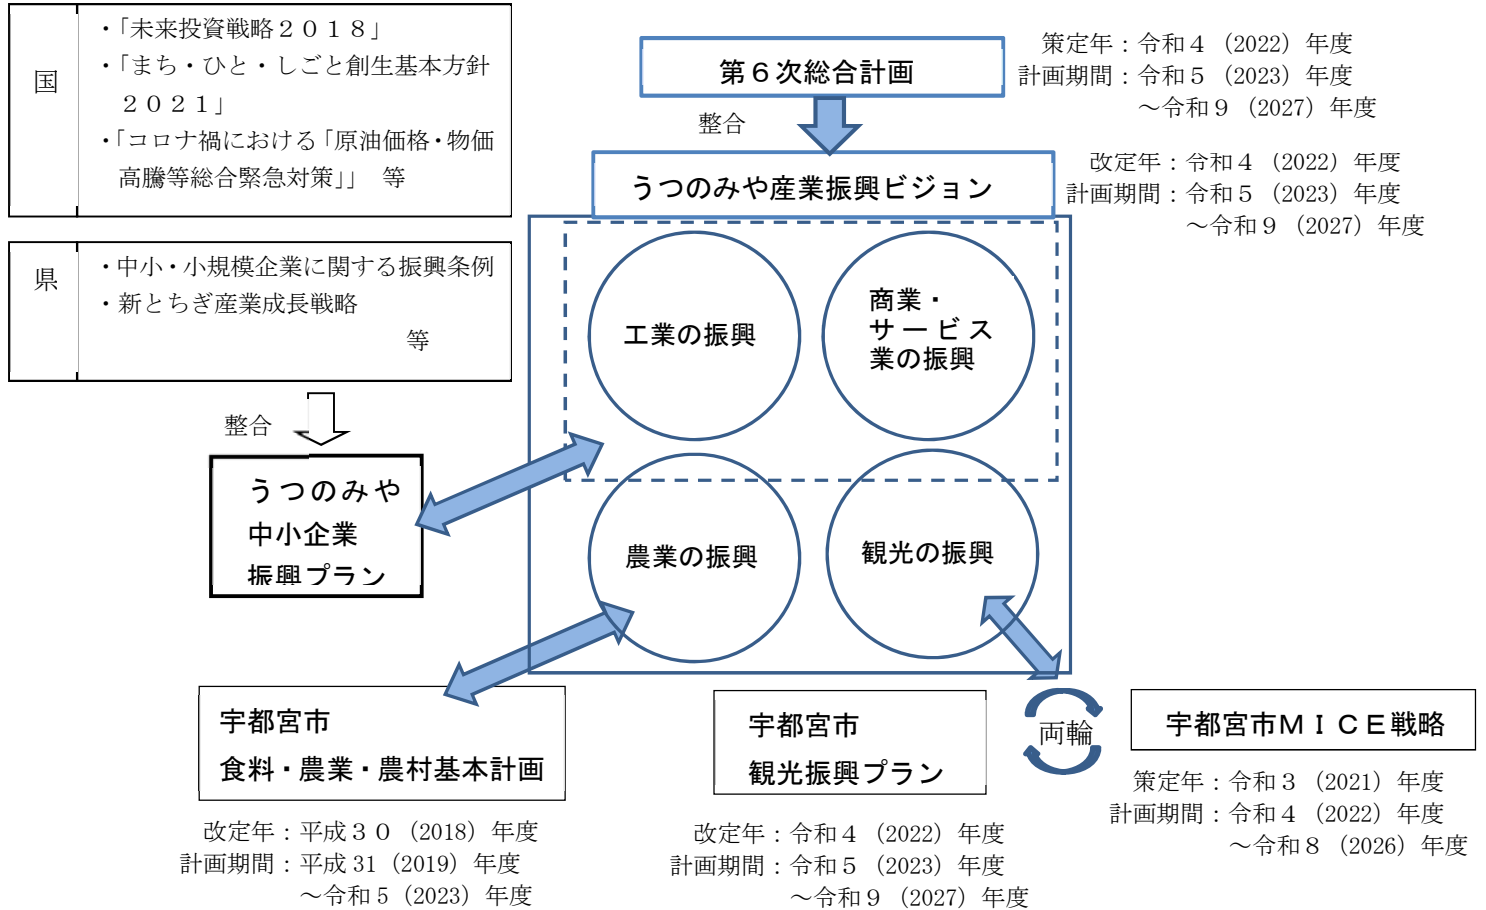 国
・「未来投資戦略２０１８」
・「まち・ひと・しごと創生基本方針
２０２１」
・「コロナ禍における「原油価格・物価
高騰等総合緊急対策」」 等
県
・中小・小規模企業に関する振興条例
・新とちぎ産業成長戦略
等
整合
うつのみや
中小企業
振興プラン
第６次総合計画
策定年：令和４（2022）年度
計画期間：令和５（2023）年度
～令和９（2027）年度
整合
うつのみや産業振興ビジョン
改定年：令和４（2022）年度
計画期間：令和５（2023）年度
～令和９（2027）年度
工業の振興
商業・
サービス
業の振興
農業の振興
観光の振興
宇都宮市
食料・農業・農村基本計画
改定年：平成３０（2018）年度
計画期間：平成31（2019）年度
～令和5（2023）年度
宇都宮市
観光振興プラン
改定年：令和４（2022）年度
計画期間：令和５（2023）年度
～令和９（2027）年度
両輪
宇都宮市ＭＩＣＥ戦略
策定年：令和３（2021）年度
計画期間：令和４（2022）年度
～令和８（2026）年度